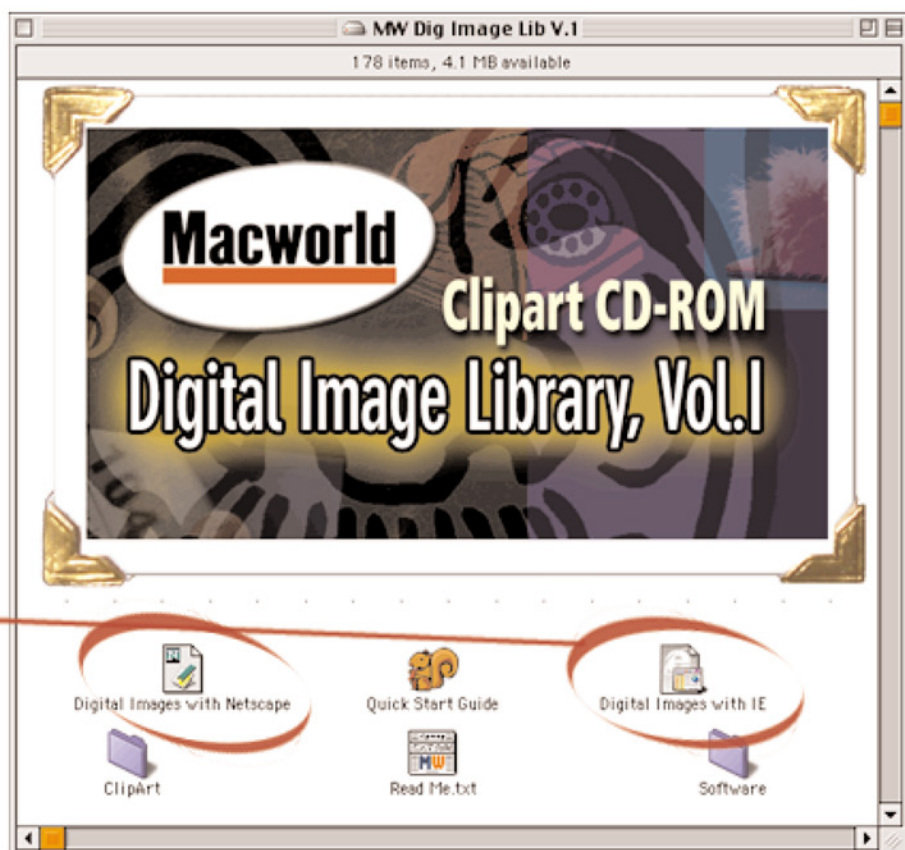 MW Dig Image Lib V.1
178 items, 4.1 MB available
Macworld
Clipart CD-ROM
Digital Image Library, Vol.I
Digital Images with Netscape
Quick Start Guide
Digital Images with IE
ClipArt
MW
Read Me.txt
Software